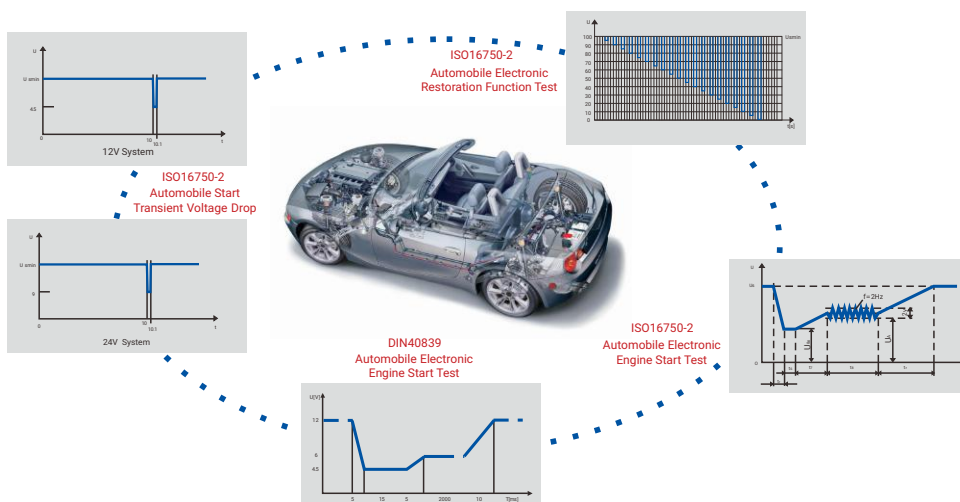 U
U smin
4.5
0
10
10.1
t
12V System
ISO16750-2
Automobile Electronic
Restoration Function Test
U
100
90
80
70
60
50
40
30
20
10
0
Usmin
t[s]
ISO16750-2
Automobile Start
Transient Voltage Drop
U
U smin
6
0
10
10.1
t
24V System
DIN40839
Automobile Electronic
Engine Start Test
U(V)
12
6
4.5
5
15
5
2000
10
T[ms]
ISO16750-2
Automobile Electronic
Engine Start Test
U
0
f=2Hz